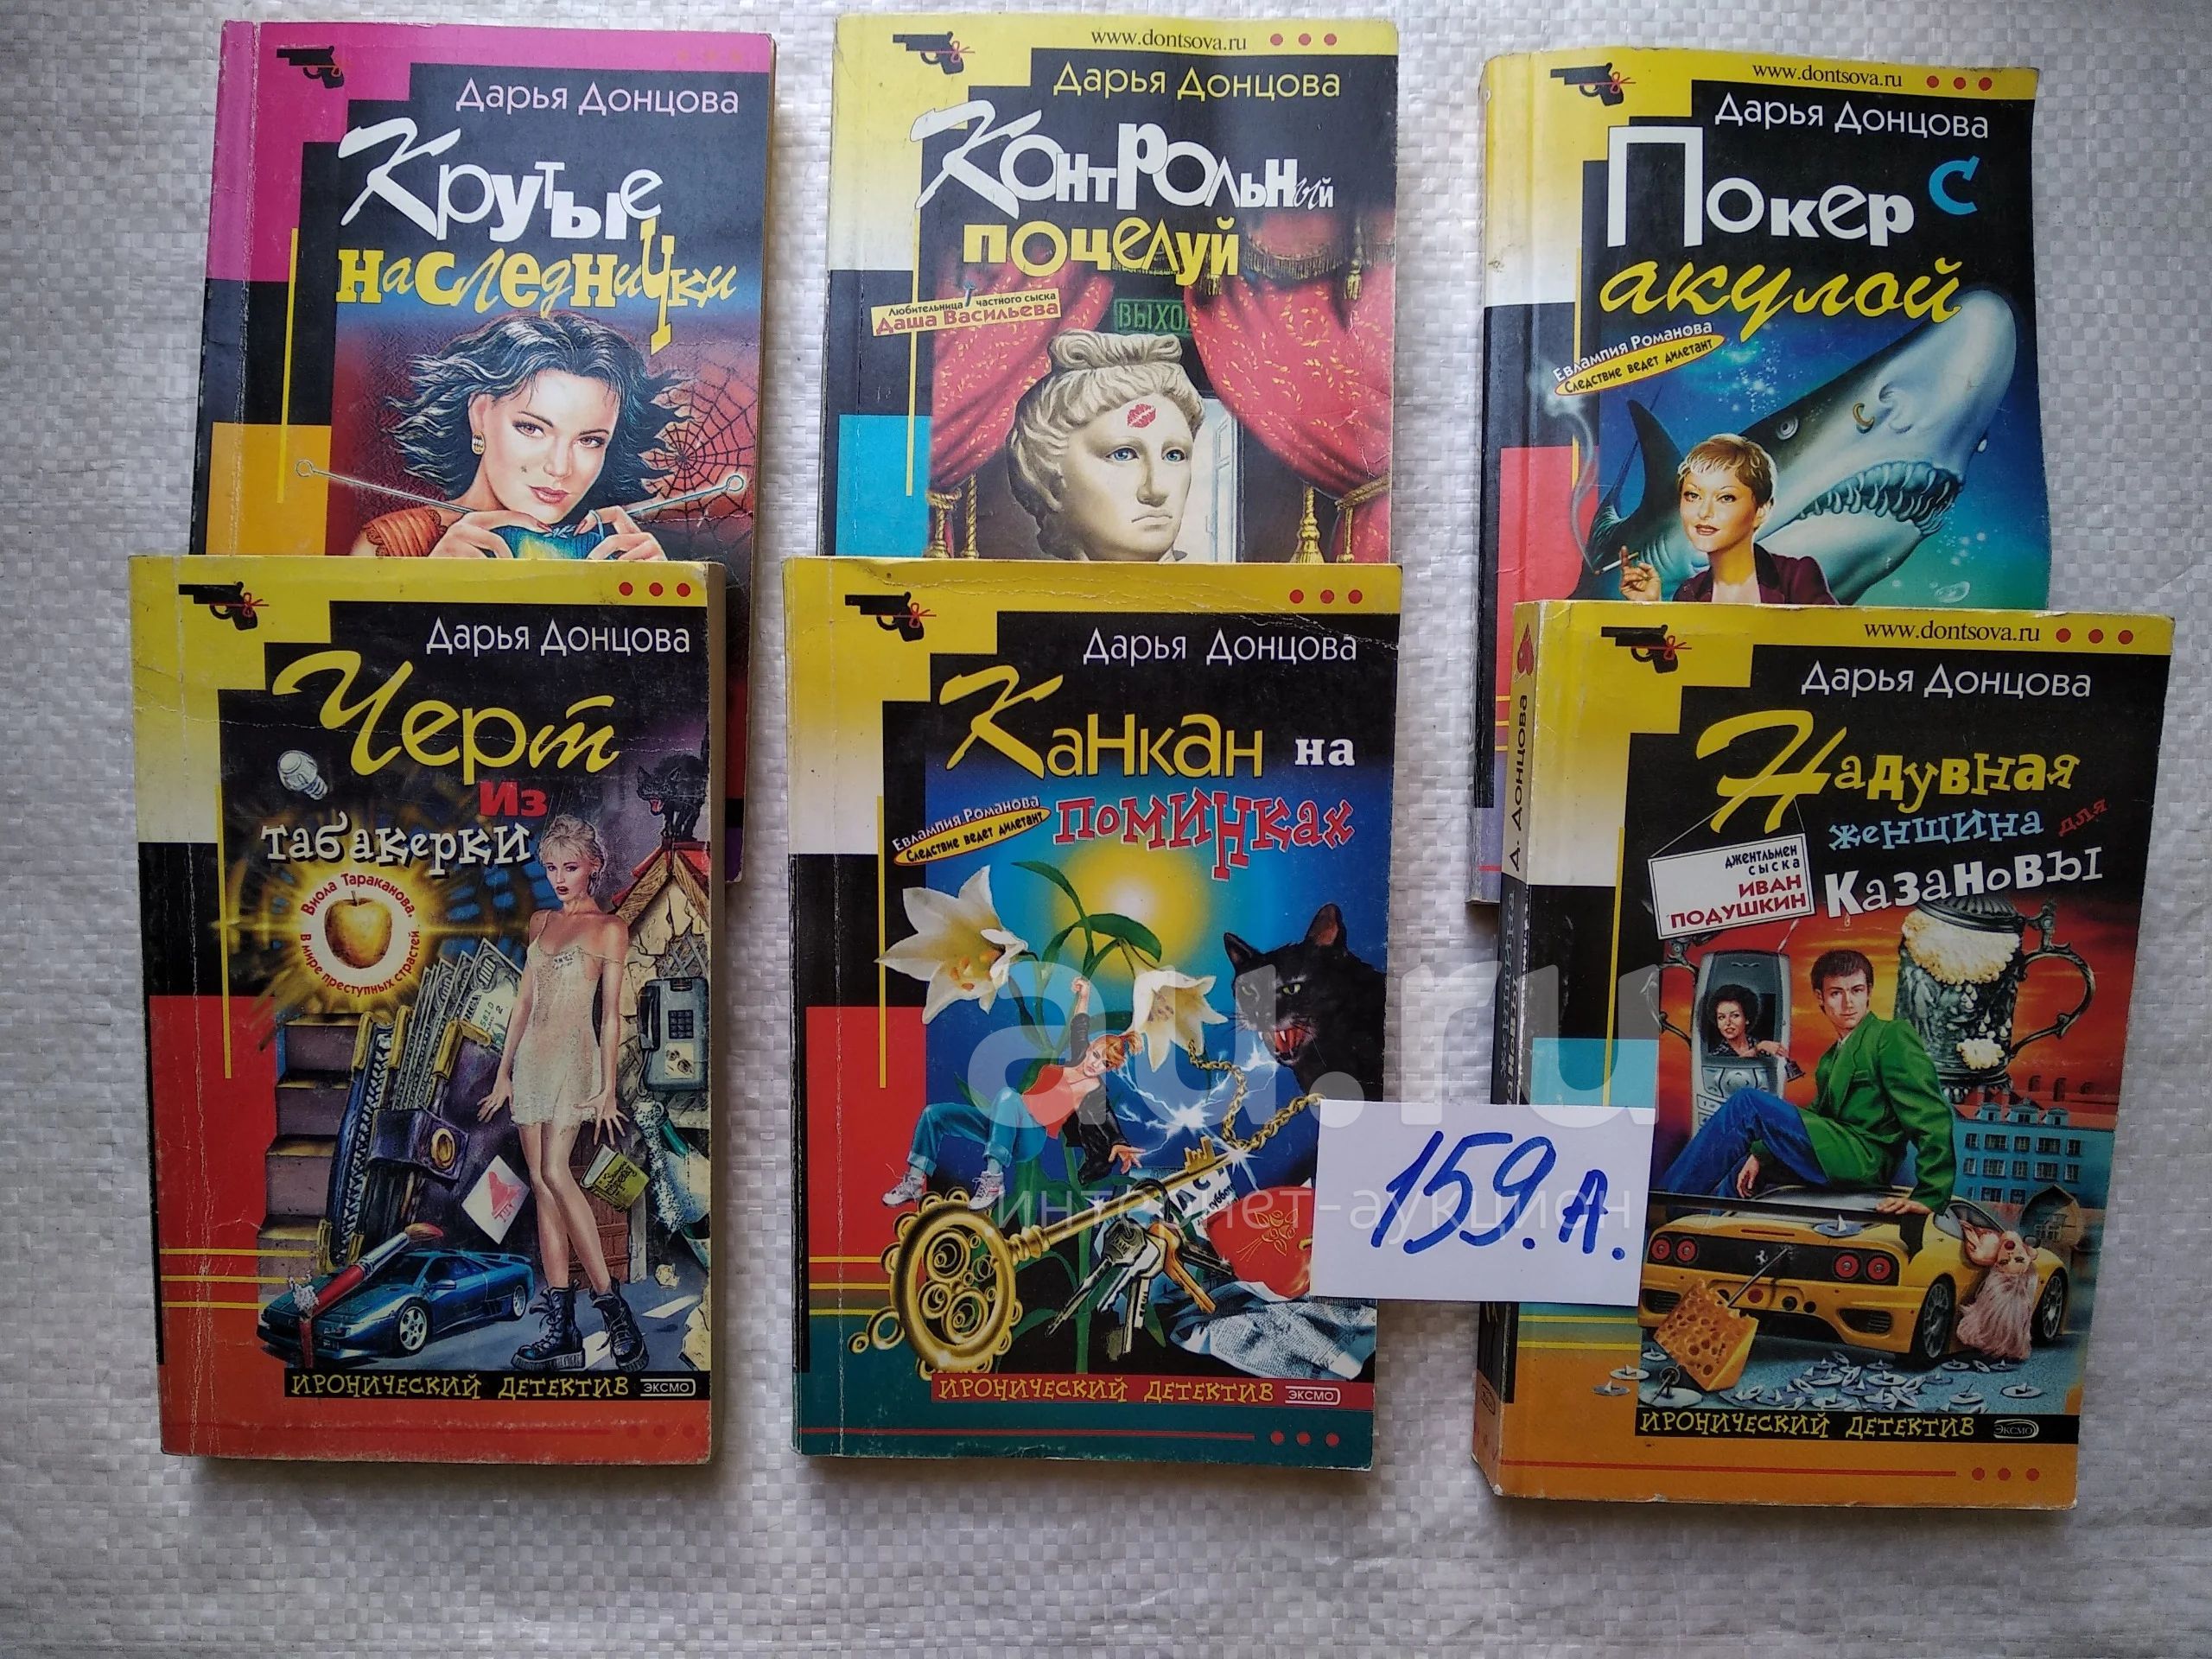 Дарья Донцова
Крутые
наследнички
www.dontsova.ru
Дарья Донцова
Контрольный
поцелуй
Любительница частного сыска
Даша Васильева
ВЫХО
www.dontsova.ru
Дарья Донцова
Покер с
акулой
Евлампия Романова
Следствие ведет дилетант
Дарья Донцова
Черт
из
табакерки
Виола Тараканова.
В мире преступных страстей
ИРОНИЧЕСКИЙ ДЕТЕКТИВ ЭКСМО
Дарья Донцова
Канкан на
поминках
Евлампия Романова
Следствие ведет дилетант
ИРОНИЧЕСКИЙ ДЕТЕКТИВ ЭКСМО
Д. ДОНЦОВА
www.dontsova.ru
Дарья Донцова
Надувная
женщина для
Казановы
джентльмен
сыска
ИВАН
ПОДУШКИН
ИРОНИЧЕСКИЙ ДЕТЕКТИВ ЭКСМО
159. А.
au.ru
интернет-аукцион